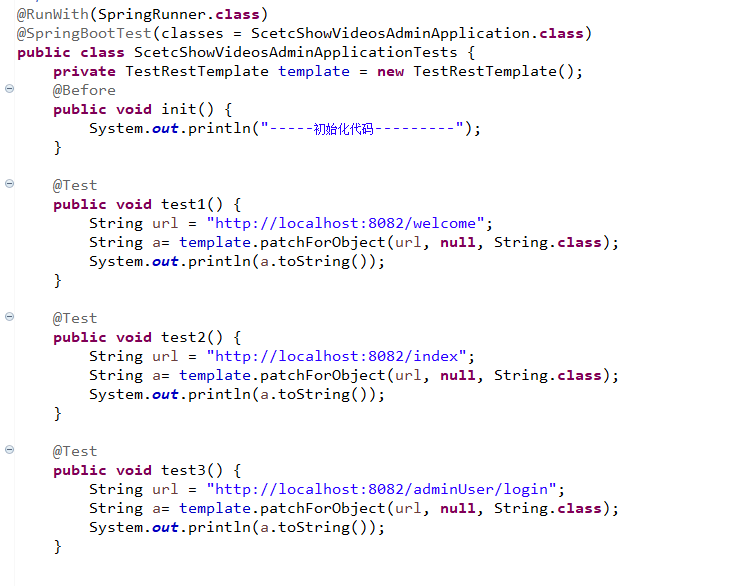 @RunWith(SpringRunner.class)
@SpringBootTest(classes = ScetcShowVideosAdminApplication.class)
public class ScetcShowVideosAdminApplicationTests {
    private TestRestTemplate template = new TestRestTemplate();
    @Before
    public void init() {
        System.out.println("-----初始化代码---------");
    }

    @Test
    public void test1() {
        String url = "http://localhost:8082/welcome";
        String a= template.patchForObject(url, null, String.class);
        System.out.println(a.toString());
    }

    @Test
    public void test2() {
        String url = "http://localhost:8082/index";
        String a= template.patchForObject(url, null, String.class);
        System.out.println(a.toString());
    }

    @Test
    public void test3() {
        String url = "http://localhost:8082/adminUser/login";
        String a= template.patchForObject(url, null, String.class);
        System.out.println(a.toString());
    }